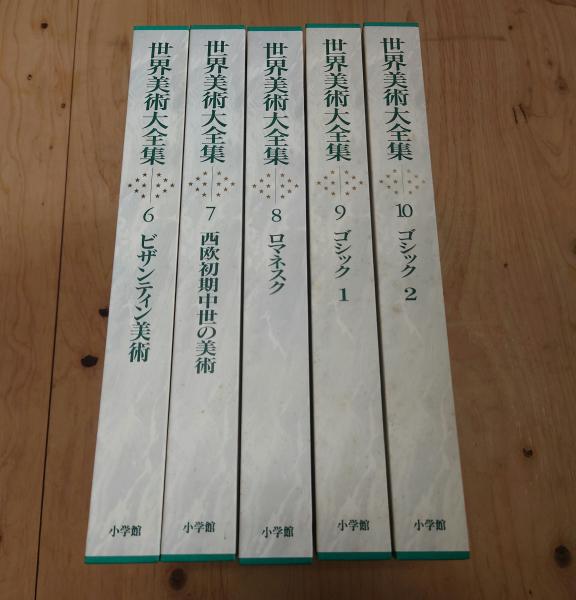 世界美術大全集
6 ビザンティン美術
小学館
世界美術大全集
7 西欧初期中世の美術
小学館
世界美術大全集
8 ロマネスク
小学館
世界美術大全集
9 ゴシック 1
小学館
世界美術大全集
10 ゴシック 2
小学館